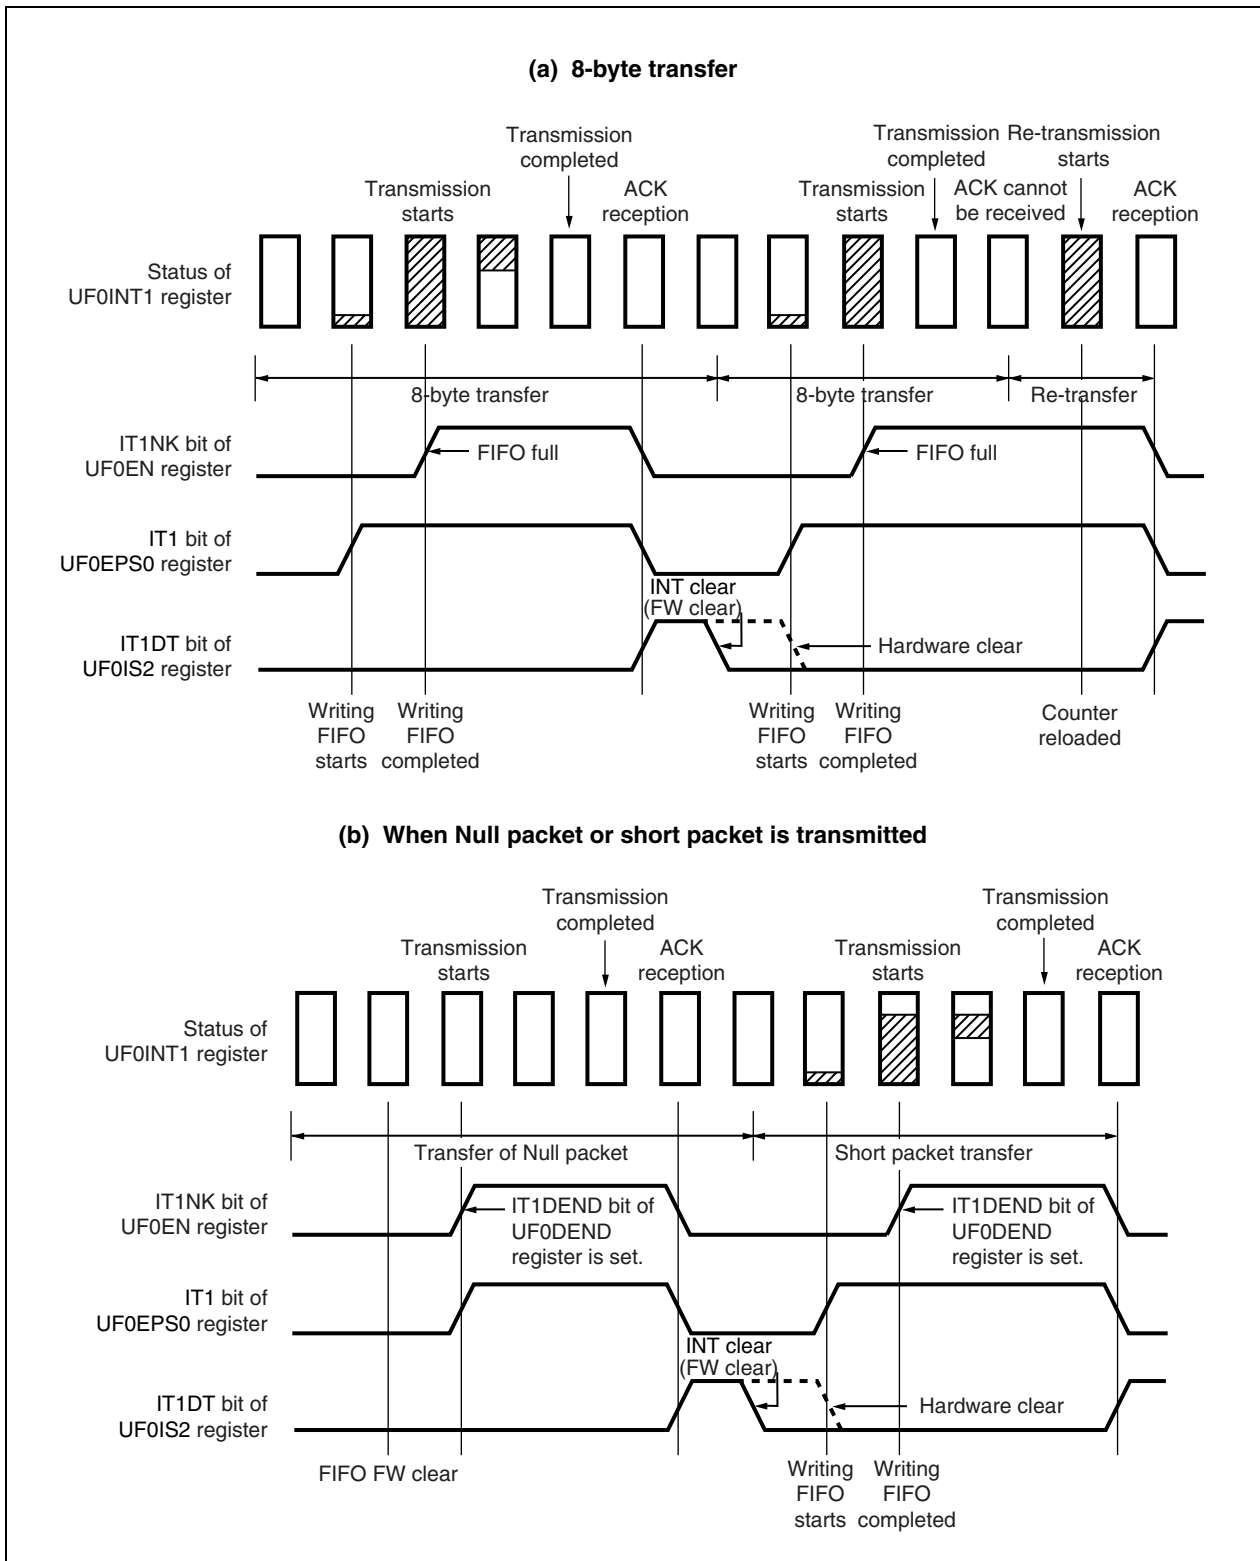 (a) 8-byte transfer
Transmission
completed
Transmission
completed
Re-transmission
starts
Transmission
starts
ACK
reception
Transmission
starts
ACK cannot
be received
ACK
reception
Status of
UF0INT1 register
8-byte transfer
8-byte transfer
Re-transfer
IT1NK bit of
UF0EN register
FIFO full
FIFO full
IT1 bit of
UF0EPS0 register
INT clear
(FW clear)
IT1DT bit of
UF0IS2 register
Hardware clear
Writing
FIFO
starts
Writing
FIFO
completed
Writing
FIFO
starts
Writing
FIFO
completed
Counter
reloaded
(b) When Null packet or short packet is transmitted
Transmission
completed
Transmission
completed
Transmission
starts
ACK
reception
Transmission
starts
ACK
reception
Status of
UF0INT1 register
Transfer of Null packet
Short packet transfer
IT1NK bit of
UF0EN register
IT1DEND bit of
UF0DEND
register is set.
IT1DEND bit of
UF0DEND
register is set.
IT1 bit of
UF0EPS0 register
INT clear
(FW clear)
IT1DT bit of
UF0IS2 register
Hardware clear
FIFO FW clear
Writing
FIFO
starts
Writing
FIFO
completed